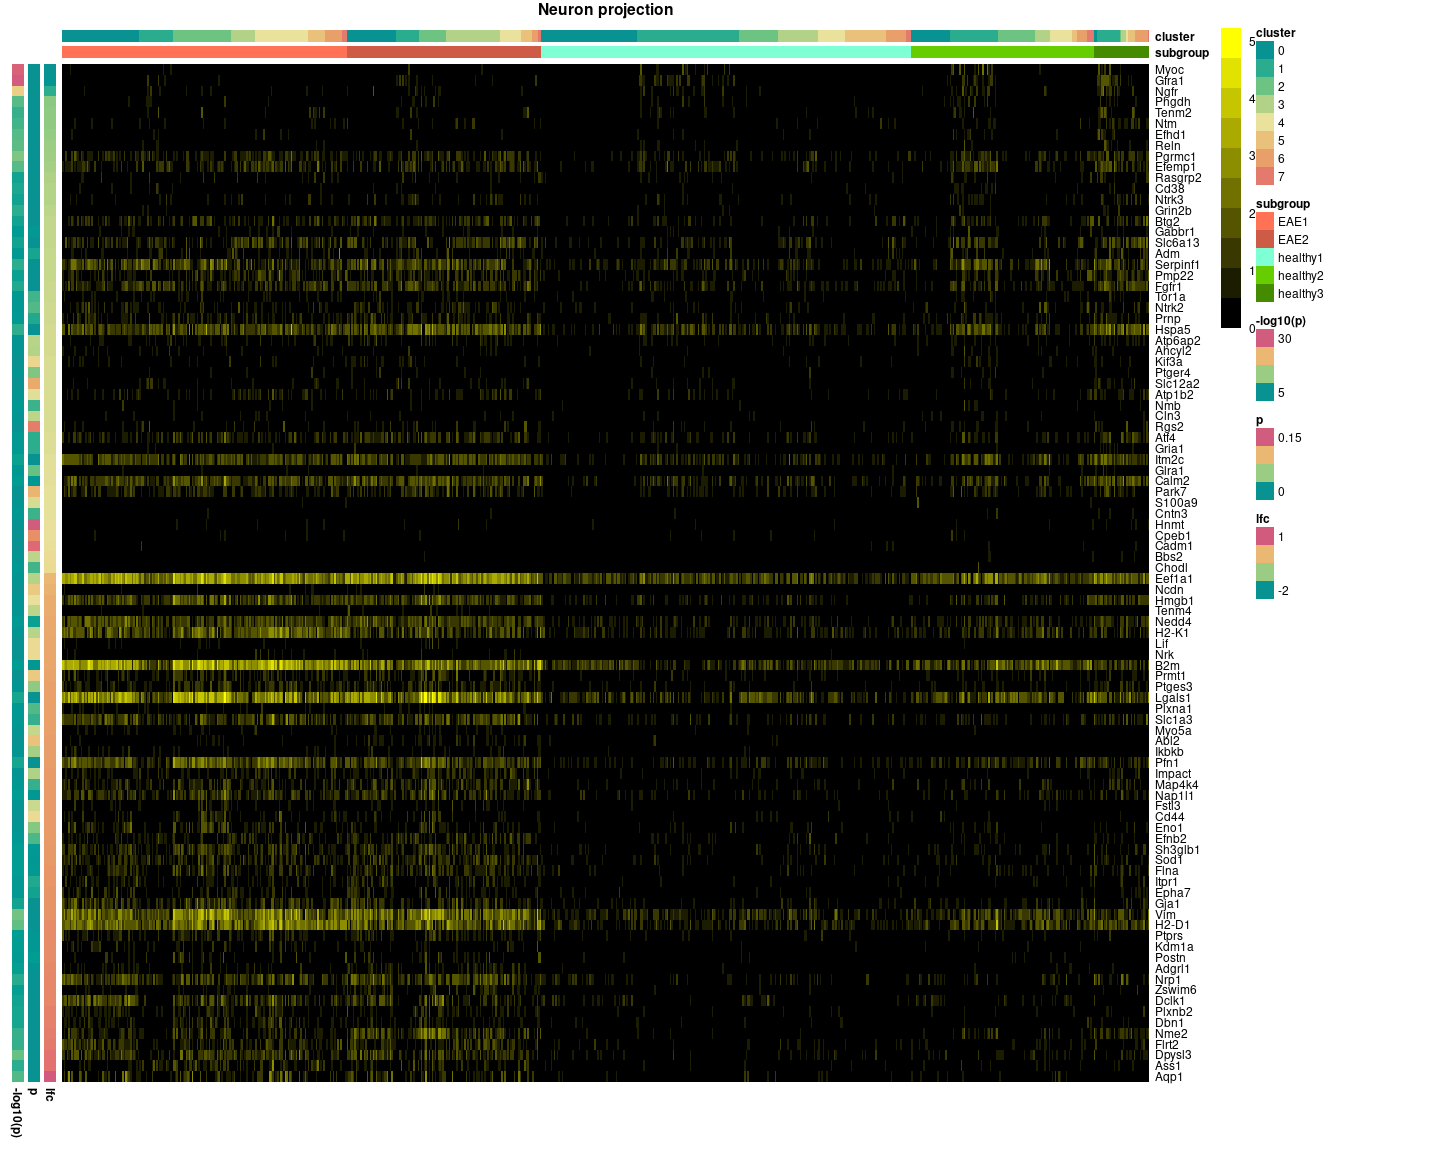 Neuron projection
cluster
subgroup
Myoc
Gfra1
Ngfr
Phgdh
Tenm2
Ntm
Efhd1
Reln
Pgrmc1
Efemp1
Rasgrp2
Cd38
Ntrk3
Grin2b
Btg2
Gabbr1
Slc6a13
Adm
Serpinf1
Pmp22
Fgfr1
Tor1a
Ntrk2
Prnp
Hspa5
Atp6ap2
Ahcyl2
Kif3a
Ptger4
Slc12a2
Atp1b2
Nmb
Cln3
Rgs2
Atf4
Gria1
Itm2c
Glra1
Calm2
Park7
S100a9
Cntn3
Hnmt
Cpeb1
Cadm1
Bbs2
Chodl
Eef1a1
Ncdn
Hmgb1
Tenm4
Nedd4
H2-K1
Lif
Nrk
B2m
Prmt1
Ptges3
Lgals1
Plxna1
Slc1a3
Myo5a
Abl2
Ikbkb
Pfn1
Impact
Map4k4
Nap1l1
Fstl3
Cd44
Eno1
Efnb2
Sh3glb1
Sod1
Flna
Itpr1
Epha7
Gja1
Vim
H2-D1
Ptprs
Kdm1a
Postn
Adgrl1
Nrp1
Zswim6
Dclk1
Plxnb2
Dbn1
Nme2
Flrt2
Dpysl3
Ass1
Aqp1
-log10(p)
p
lfc
5
4
3
2
1
0
cluster
0
1
2
3
4
5
6
7
subgroup
EAE1
EAE2
healthy1
healthy2
healthy3
-log10(p)
30
5
p
0.15
0
lfc
1
-2